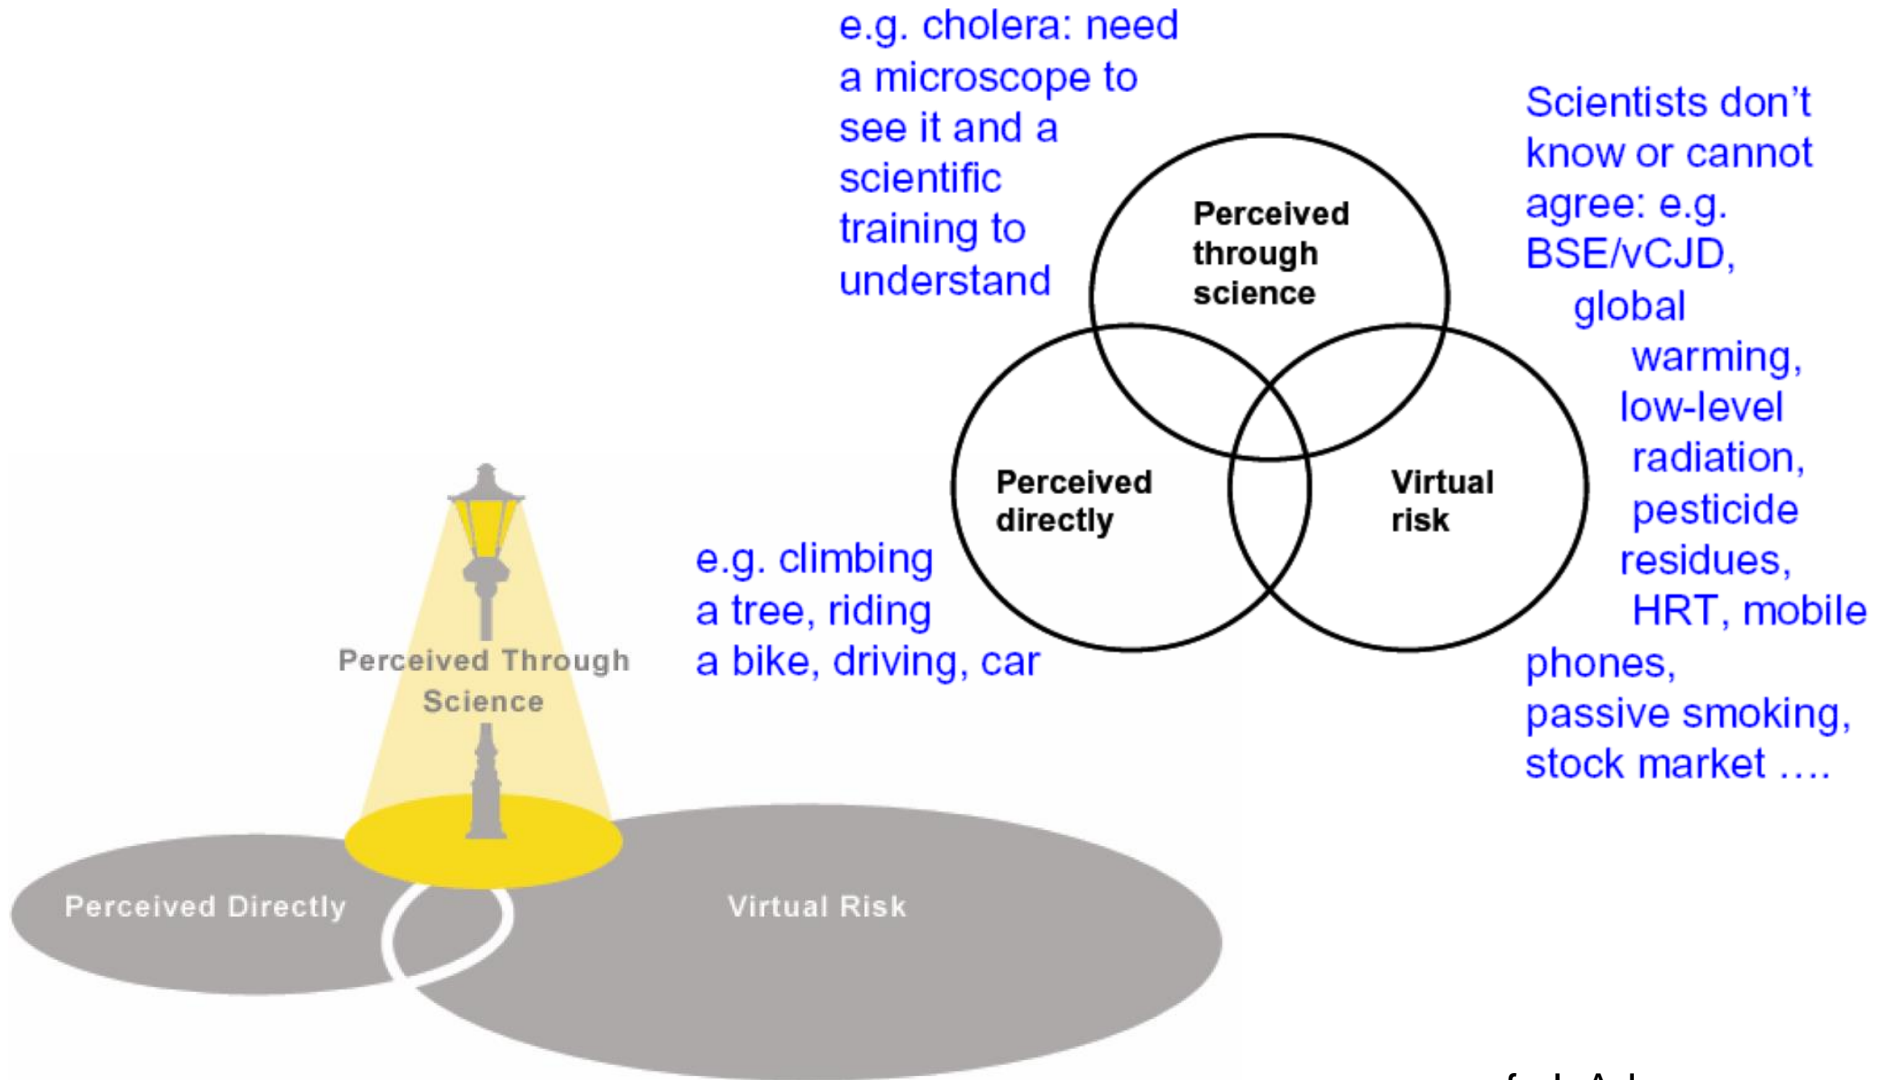 e.g. cholera: need
a microscope to
see it and a
scientific
training to
understand
Perceived
through
science
Scientists don't
know or cannot
agree: e.g.
BSE/vCJD,
global
warming,
low-level
radiation,
pesticide
residues,
HRT, mobile
phones,
passive smoking,
stock market ….
Perceived
directly
Virtual
risk
e.g. climbing
a tree, riding
a bike, driving, car
Perceived Through
Science
Perceived Directly
Virtual Risk